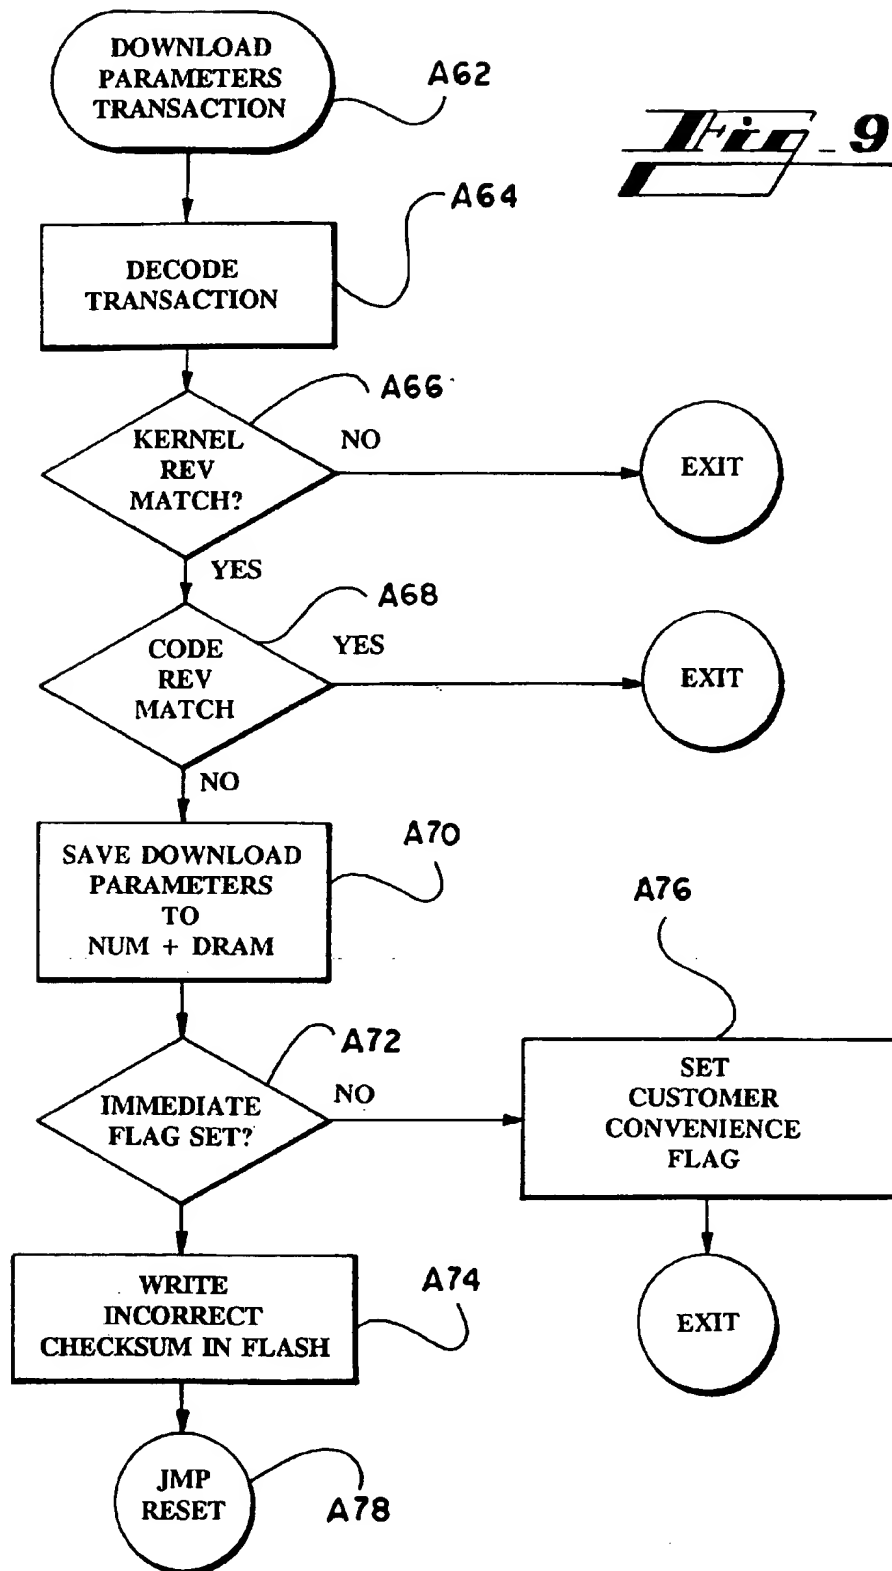 DOWNLOAD
PARAMETERS
TRANSACTION
A62
Fig_9
A64
DECODE
TRANSACTION
A66
KERNEL
REV
MATCH?
NO
EXIT
YES
A68
CODE
REV
MATCH
YES
EXIT
NO
A70
SAVE DOWNLOAD
PARAMETERS
TO
NUM + DRAM
A76
A72
IMMEDIATE
FLAG SET?
NO
SET
CUSTOMER
CONVENIENCE
FLAG
A74
WRITE
INCORRECT
CHECKSUM IN FLASH
EXIT
JMP
RESET
A78